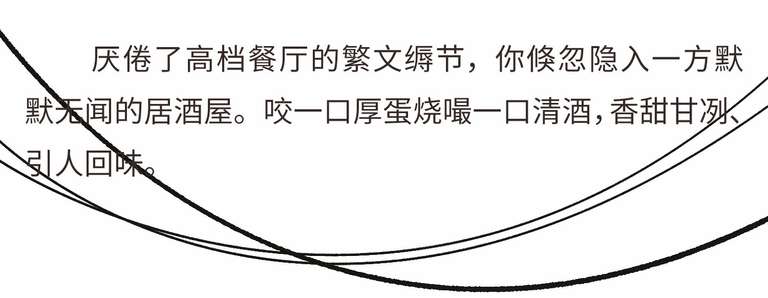 厌倦了高档餐厅的繁文缛节，你倏忽隐入一方默
默无闻的居酒屋。咬一口厚蛋烧嘬一口清酒，香甜甘冽、
引人回味。